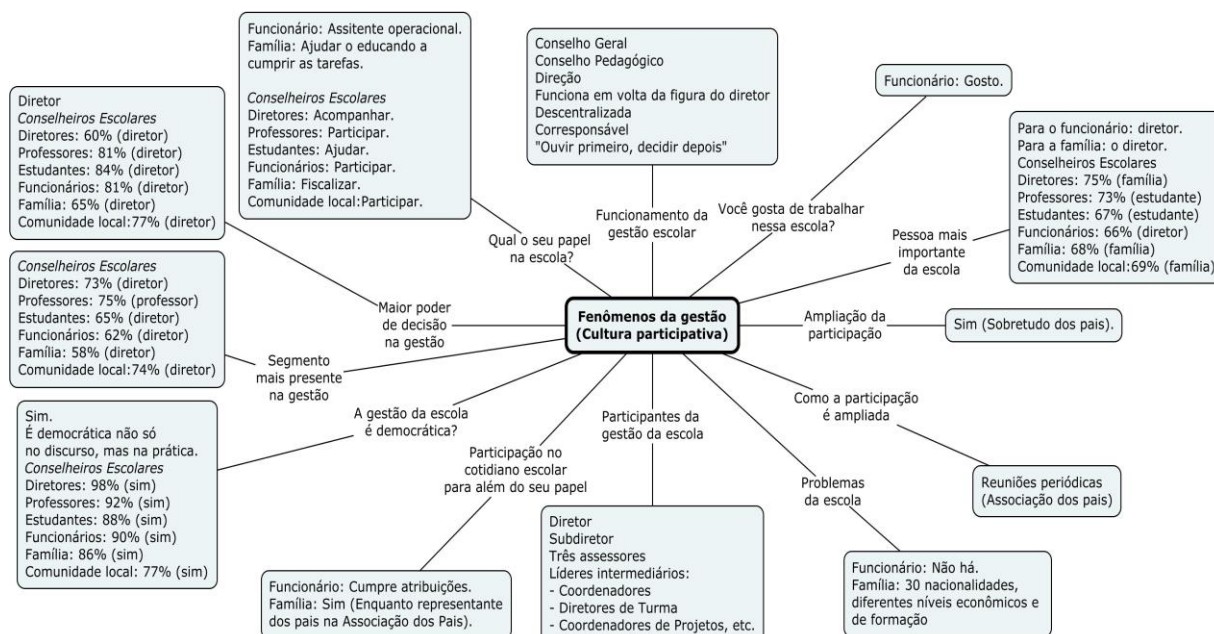 Funcionário: Assitente operacional.
Família: Ajudar o educando a
cumprir as tarefas.
Conselheiros Escolares
Diretores: Acompanhar.
Professores: Participar.
Estudantes: Ajudar.
Funcionários: Participar.
Família: Fiscalizar.
Comunidade local:Participar.
Conselho Geral
Conselho Pedagógico
Direção
Funciona em volta da figura do diretor
Descentralizada
Corresponsável
"Ouvir primeiro, decidir depois"
Funcionário: Gosto.
Diretor
Conselheiros Escolares
Diretores: 60% (diretor)
Professores: 81% (diretor)
Estudantes: 84% (diretor)
Funcionários: 81% (diretor)
Família: 65% (diretor)
Comunidade local:77% (diretor)
Para o funcionário: diretor.
Para a família: o diretor.
Conselheiros Escolares
Diretores: 75% (família)
Professores: 73% (estudante)
Estudantes: 67% (estudante)
Funcionários: 66% (diretor)
Família: 68% (família)
Comunidade local:69% (família)
Qual o seu papel
na escola?
Funcionamento da
gestão escolar
Você gosta de trabalhar
nessa escola?
Pessoa mais
importante
da escola
Conselheiros Escolares
Diretores: 73% (diretor)
Professores: 75% (professor)
Estudantes: 65% (diretor)
Funcionários: 62% (diretor)
Família: 58% (diretor)
Comunidade local:74% (diretor)
Maior poder
de decisão
na gestão
Fenômenos da gestão
(Cultura participativa)
Ampliação da
participação
Sim (Sobretudo dos pais).
Segmento
mais presente
na gestão
A gestão da escola
é democrática?
Participação no
cotidiano escolar
para além do seu papel
Participantes da
gestão da escola
Como a participação
é ampliada
Problemas
da escola
Reuniões periódicas
(Associação dos pais)
Sim.
É democrática não só
no discurso, mas na prática.
Conselheiros Escolares
Diretores: 98% (sim)
Professores: 92% (sim)
Estudantes: 88% (sim)
Funcionários: 90% (sim)
Família: 86% (sim)
Comunidade local: 77% (sim)
Funcionário: Cumpre atribuições.
Família: Sim (Enquanto representante
dos pais na Associação dos Pais).
Diretor
Subdiretor
Três assessores
Líderes intermediários:
- Coordenadores
- Diretores de Turma
- Coordenadores de Projetos, etc.
Funcionário: Não há.
Família: 30 nacionalidades,
diferentes níveis econômicos e
de formação